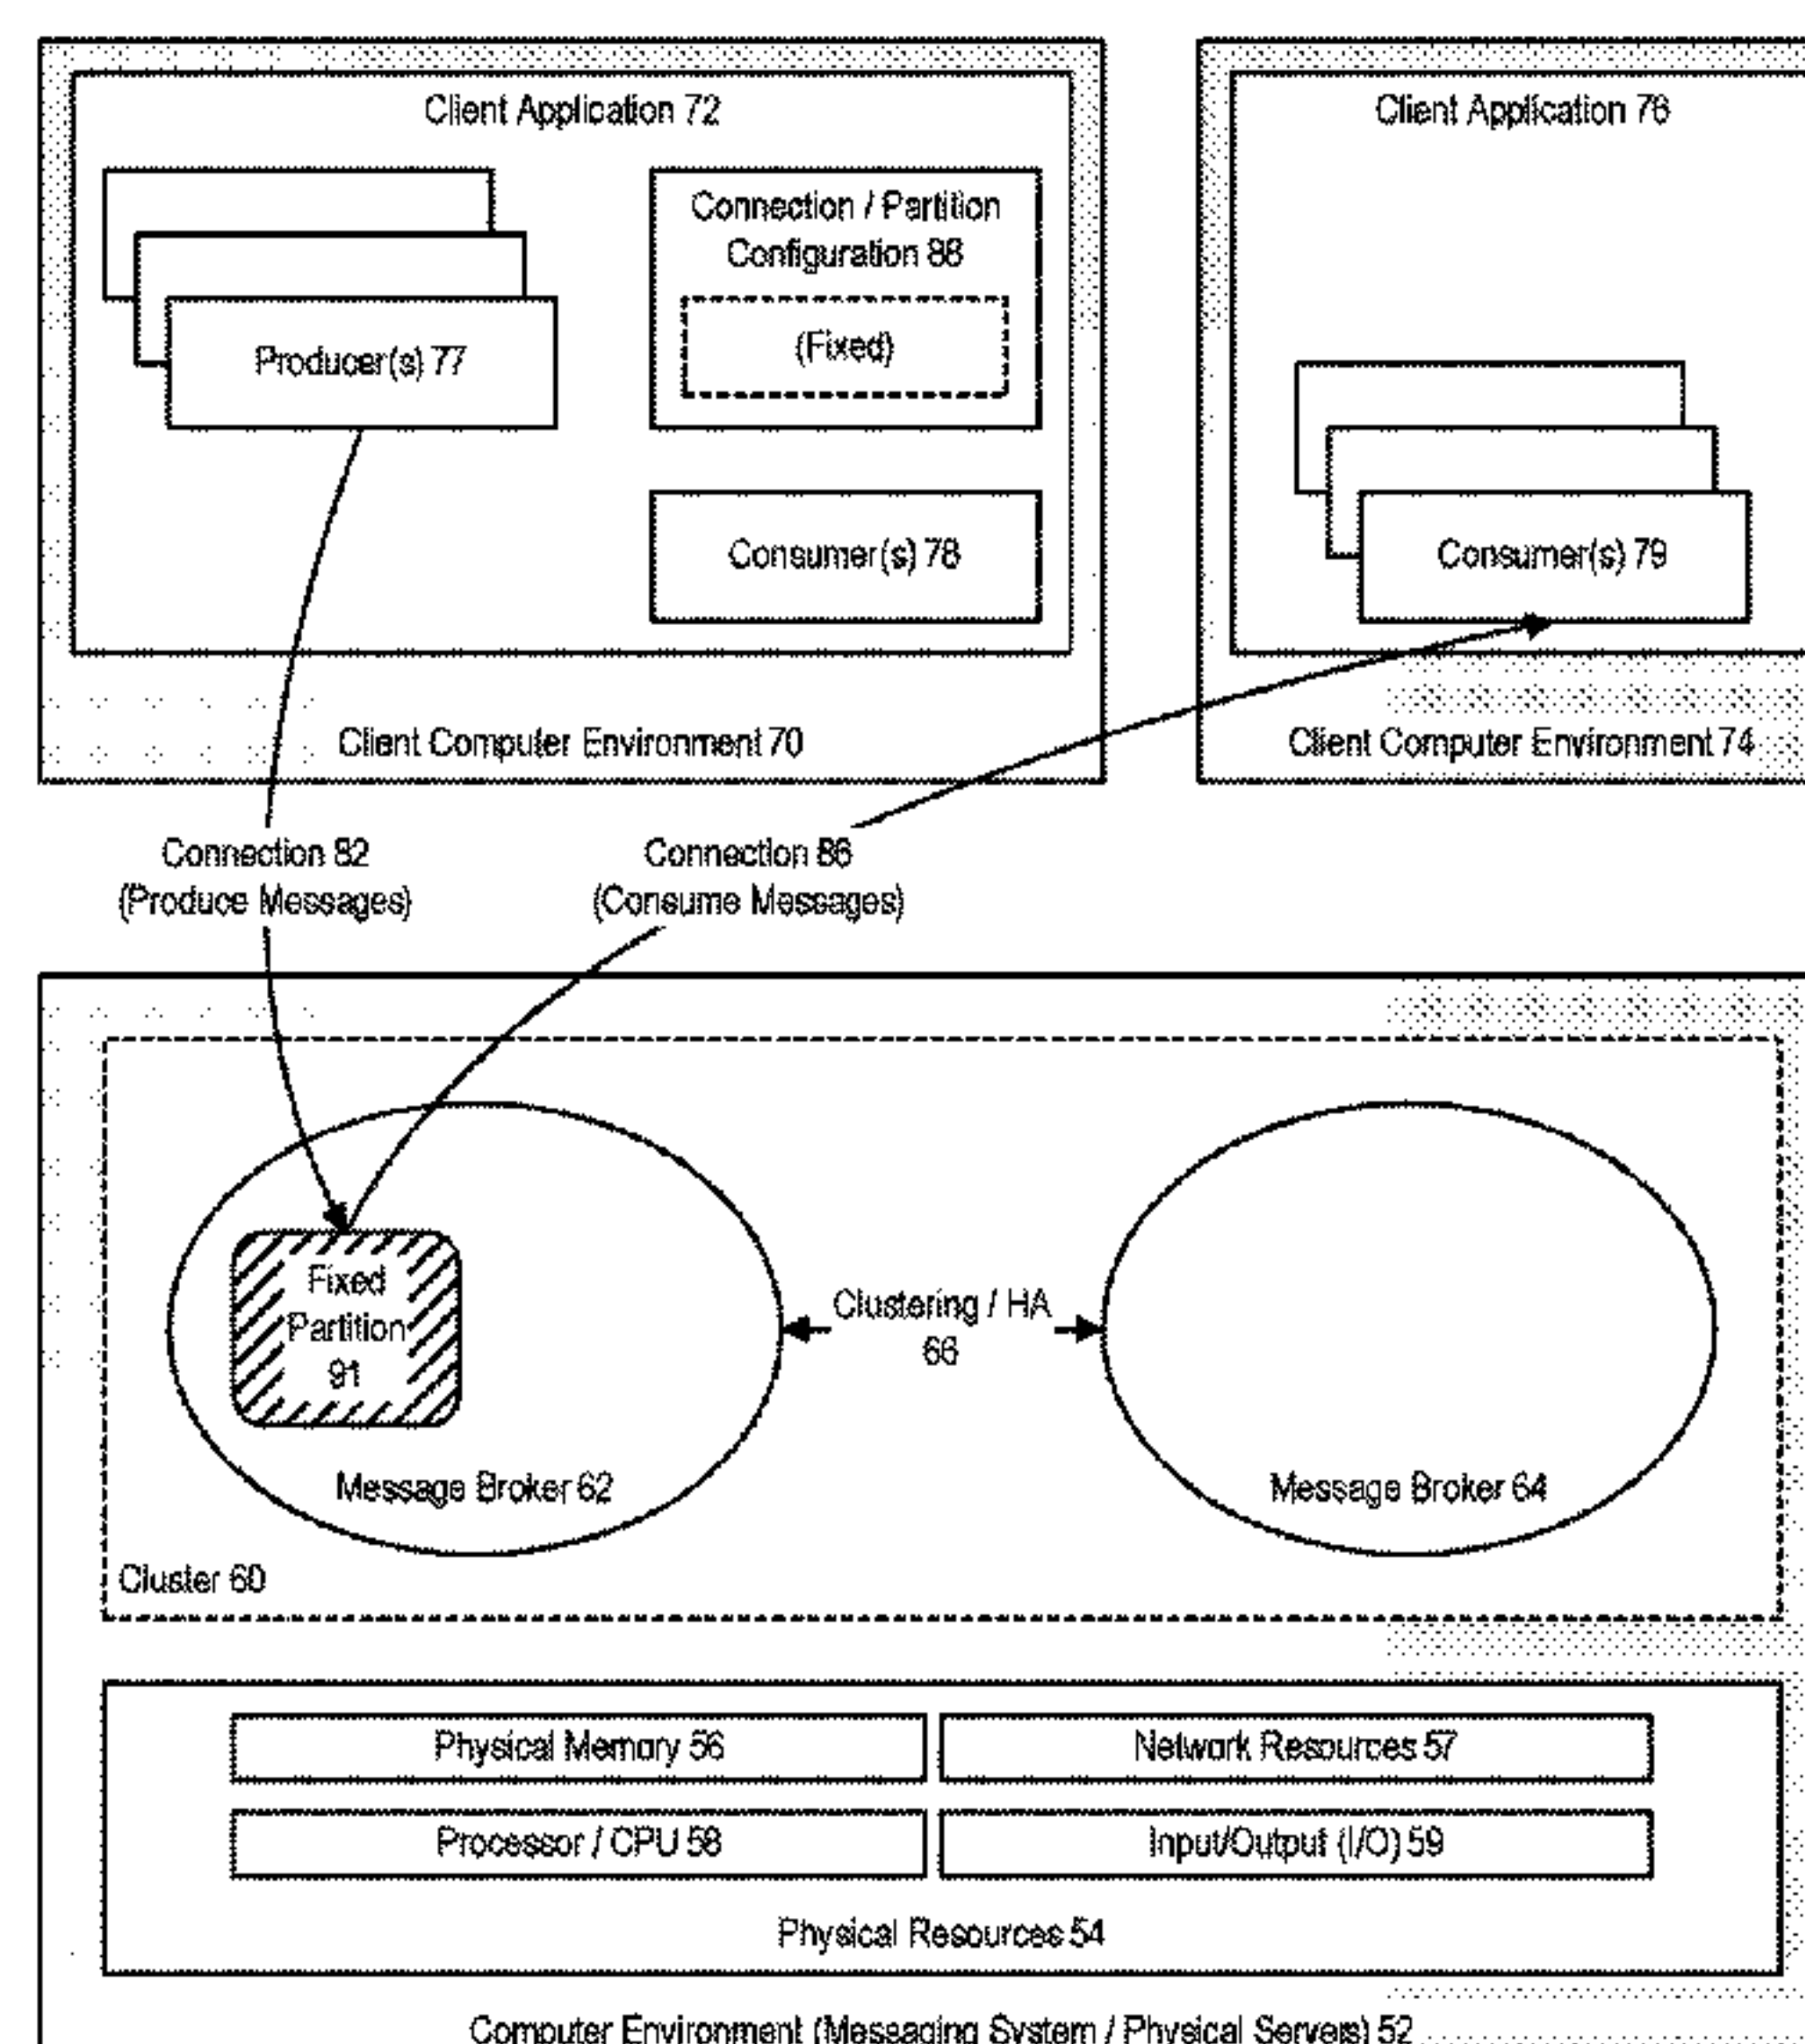 Client Application 72
Producer(s) 77
Connection / Partition
Configuration 88
(Fixed)
Consumer(s) 78
Client Computer Environment 70
Client Application 76
Consumer(s) 79
Client Computer Environment 74
Connection 82
(Produce Messages)
Connection 86
(Consume Messages)
Fixed
Partition
91
Message Broker 62
Clustering / HA
66
Message Broker 64
Cluster 60
Physical Memory 56
Network Resources 57
Processor / CPU 58
Input/Output (I/O) 59
Physical Resources 54
Computer Environment (Messaging System / Physical Servers) 52